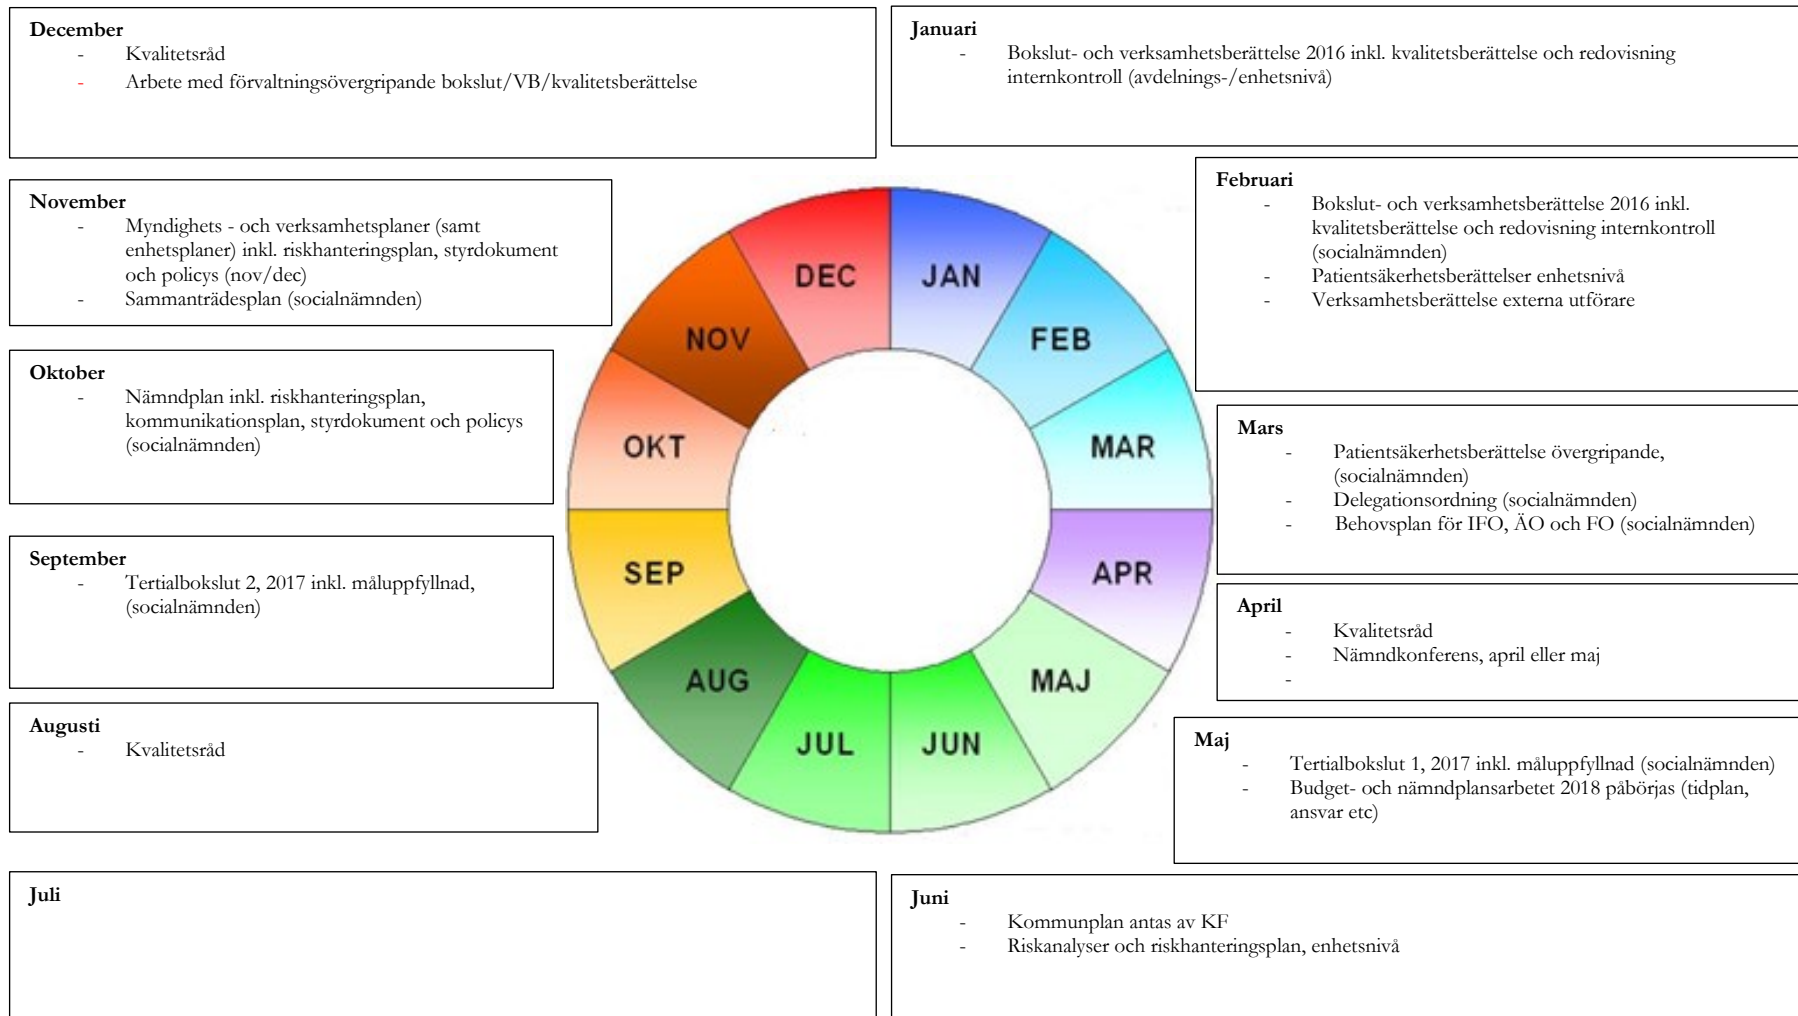 December
- Kvalitetsråd
- Arbete med förvaltningsövergripande bokslut/VB/kvalitetsberättelse
Januari
- Bokslut- och verksamhetsberättelse 2016 inkl. kvalitetsberättelse och redovisning
internkontroll (avdelnings-/enhetsnivå)
Februari
- Bokslut- och verksamhetsberättelse 2016 inkl.
kvalitetsberättelse och redovisning internkontroll
(socialnämnden)
- Patientsäkerhetsberättelser enhetsnivå
- Verksamhetsberättelse externa utförare
Mars
- Patientsäkerhetsberättelse övergripande,
(socialnämnden)
- Delegationsordning (socialnämnden)
- Behovsplan för IFO, ÄO och FO (socialnämnden)
April
- Kvalitetsråd
- Nämndkonferens, april eller maj
-
Maj
- Tertialbokslut 1, 2017 inkl. måluppfyllnad (socialnämnden)
- Budget- och nämndplansarbetet 2018 påbörjas (tidplan,
ansvar etc)
Juni
- Kommunplan antas av KF
- Riskanalyser och riskhanteringsplan, enhetsnivå
Juli
Augusti
- Kvalitetsråd
September
- Tertialbokslut 2, 2017 inkl. måluppfyllnad,
(socialnämnden)
Oktober
- Nämndplan inkl. riskhanteringsplan,
kommunikationsplan, styrdokument och policys
(socialnämnden)
November
- Myndighets - och verksamhetsplaner (samt
enhetsplaner) inkl. riskhanteringsplan, styrdokument
och policys (nov/dec)
- Sammanträdesplan (socialnämnden)
JAN
FEB
MAR
APR
MAJ
JUN
JUL
AUG
SEP
OKT
NOV
DEC